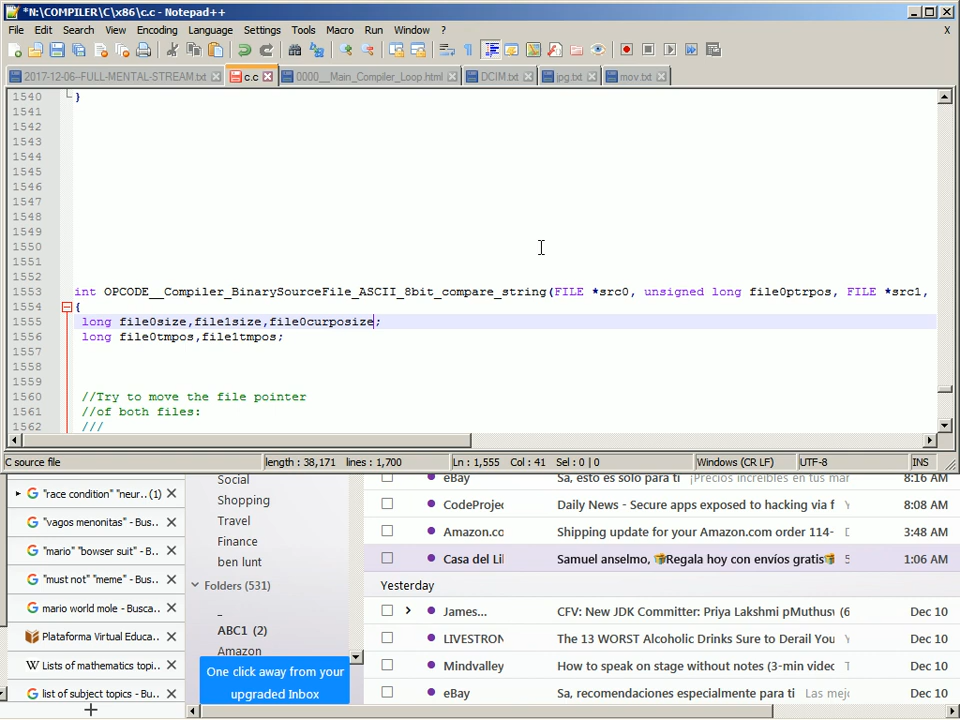 *N:\COMPILER\C\x86\c.c - Notepad++
File Edit Search View Encoding Language Settings Tools Macro Run Window ? X
2017-12-06--FULL-MENTAL-STREAM.txt c.c 0000__Main_Compiler_Loop.html DCIM.txt jpg.txt mov.txt
1540 }
1541
1542
1543
1544
1545
1546
1547
1548
1549
1550
1551
1552
1553 int OPCODE__Compiler_BinarySourceFile_ASCII_8bit_compare_string(FILE *src0, unsigned long file0ptrpos, FILE *src1,
1554 {
1555 long file0size,file1size,file0curposize;
1556 long file0tmpos,file1tmpos;
1557
1558
1559
1560 //Try to move the file pointer
1561 //of both files:
1562 ///
C source file length : 38,171 lines : 1,700 Ln : 1,555 Col : 41 Sel : 0 | 0 Windows (CR LF) UTF-8 INS
"race condition" "neur.. (1)
"vagos menonitas" - Bus..
"mario" "bowser suit" - B..
"must not" "meme" - Bus..
mario world mole - Busca..
Plataforma Virtual Educa..
W Lists of mathematics topi..
list of subject topics - Bu..
Social
Shopping
Travel
Finance
ben lunt
Folders (531)
_
ABC1 (2)
Amazon
One click away from your
upgraded Inbox
eBay Sa, esto es solo para ti ¡Precios increíbles en tus mar 8:16 AM
CodeProjec Daily News - Secure apps exposed to hacking via f 8:08 AM
Amazon.co Shipping update for your Amazon.com order 114- 3:48 AM
Casa del Li Samuel anselmo, 🎁Regala hoy con envíos gratis🎁 1:06 AM
Yesterday
James... CFV: New JDK Committer: Priya Lakshmi pMuthusv (6 Dec 10
LIVESTRON The 13 WORST Alcoholic Drinks Sure to Derail You Dec 10
Mindvalley How to speak on stage without notes (3-min videc Dec 10
eBay Sa, recomendaciones especialmente para ti Las mejo Dec 10